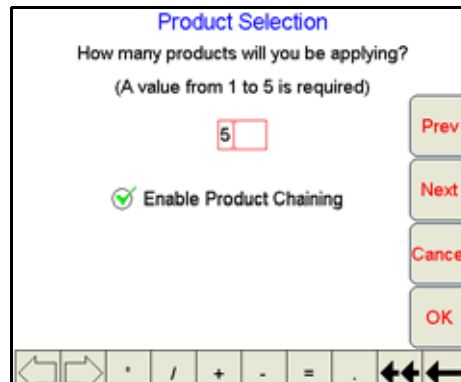 Product Selection
How many products will you be applying?
(A value from 1 to 5 is required)
5
Prev
Enable Product Chaining
Next
Cance
OK
' / + - = .